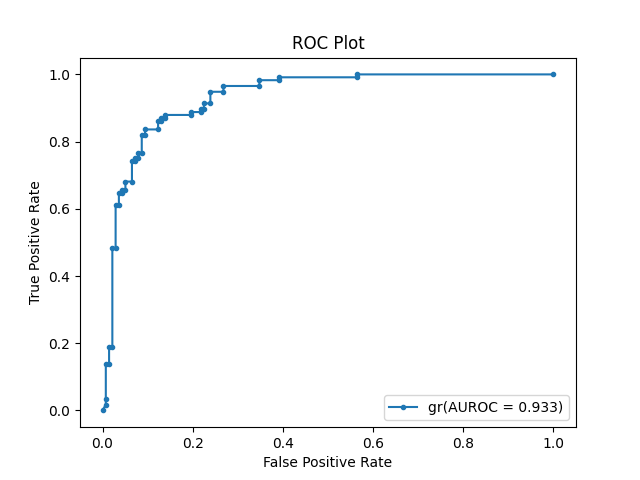 ROC Plot
True Positive Rate
1.0
0.8
0.6
0.4
0.2
0.0
gr(AUROC = 0.933)
0.0 0.2 0.4 0.6 0.8 1.0
False Positive Rate